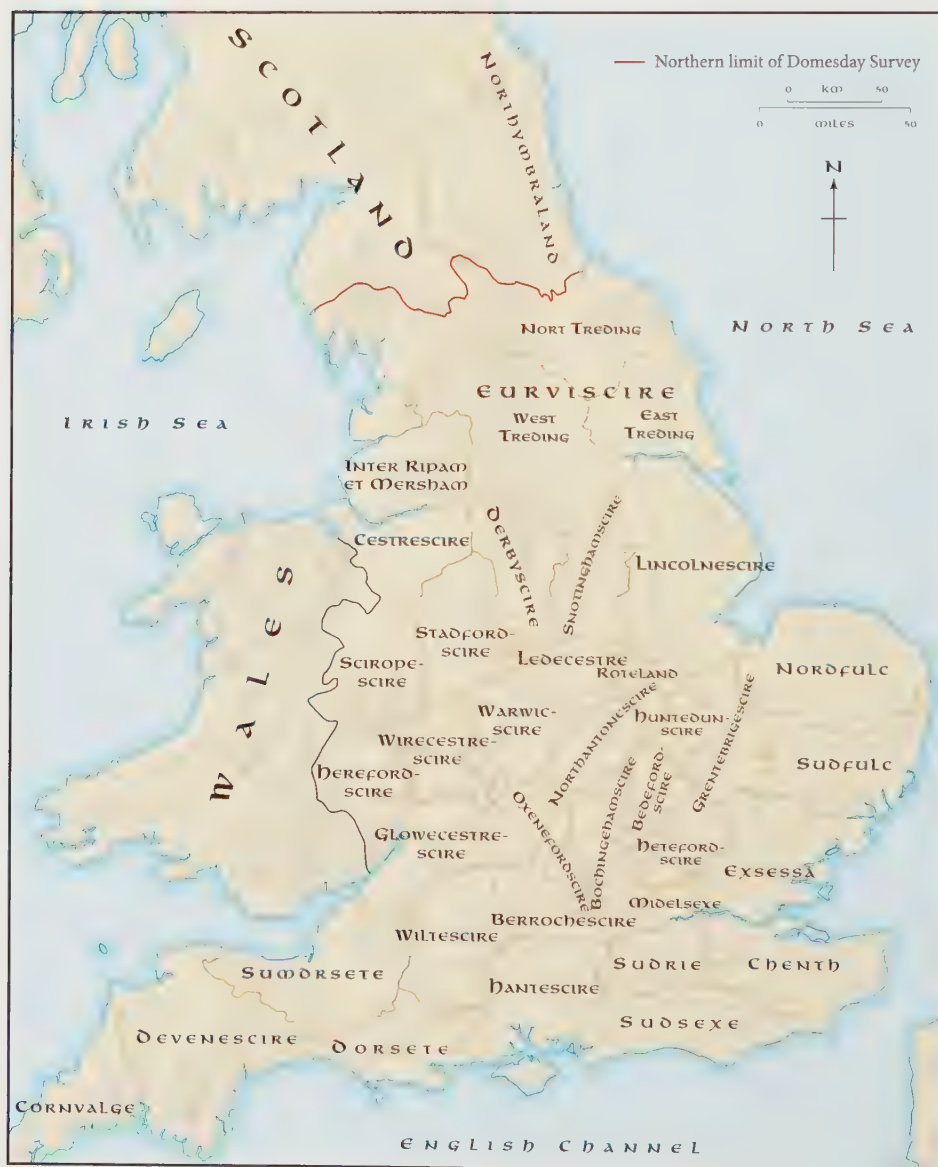 SCOTLAND
NORTHYMBRALAND
Northern limit of Domesday Survey
0 km 50
0 MILES 50
N
NORT TREDING
NORTH SEA
EURVISCIRE
WEST
TREDING
EAST
TREDING
IRISH SEA
INTER RIPAM
ET MERSHAM
CESTRESCIRE
DERBYSCIRE
SNOTINGHAMSCIRE
LINCOLNESCIRE
WALES
STADFORD-
SCIRE
LEDECESTRE
ROTELAND
NORDFULC
SCIROPE-
SCIRE
WARWIC-
SCIRE
NORTHANTONESCIRE
HUNTEDUN-
SCIRE
GRENTEBRIGESCIRE
WIRECESTRE-
SCIRE
HEREFORD-
SCIRE
BOCHINGEHAMSCIRE
BEDEFORD-
SCIRE
SUDFULC
GLOWECESTRE-
SCIRE
OXENEFORDSCIRE
HETEFORD-
SCIRE
EXSESSA
MIDELSEXE
BERROCHESCIRE
WILTESCIRE
SUMORSETE
SUDRIE
CHENTH
HANTESCIRE
SUDSEXE
DEVENESCIRE
DORSETE
CORNVALGE
ENGLISH CHANNEL